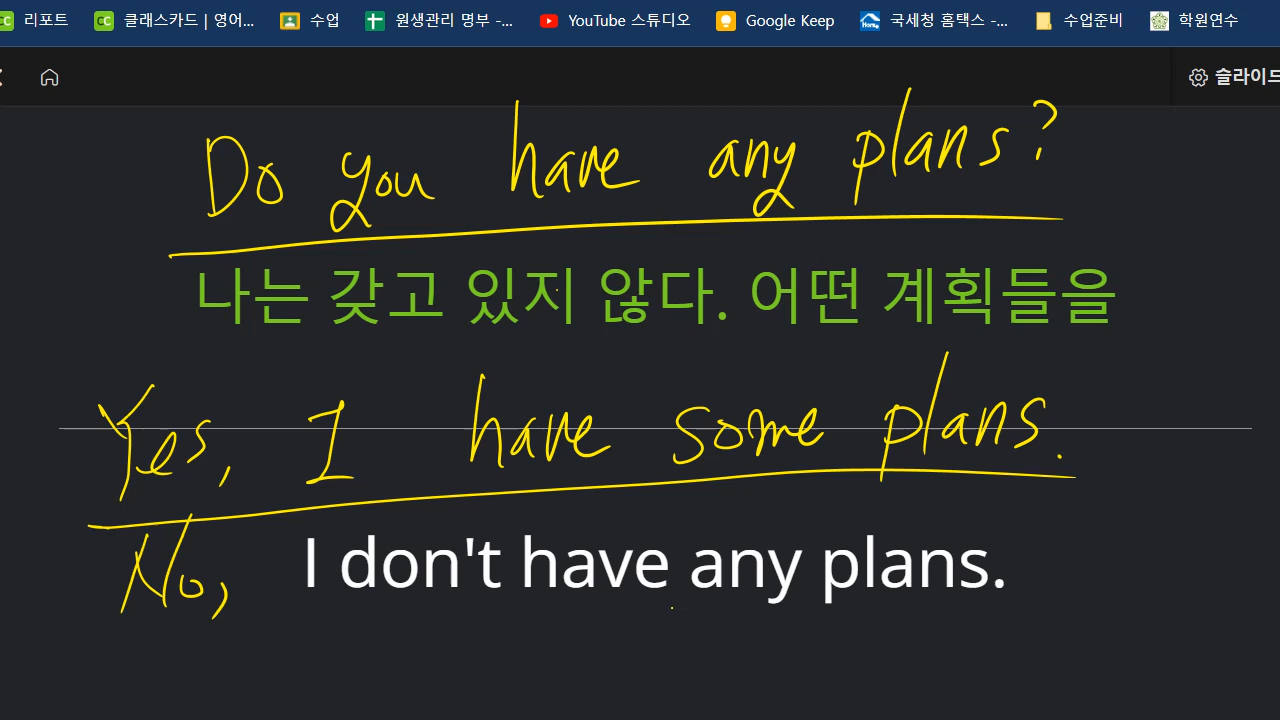 리포트 클래스카드 | 영어... 수업 원생관리 명부 -... YouTube 스튜디오 Google Keep 국세청 홈택스 -... 수업준비 학원연수
슬라이드
Do you have any plans?
나는 갖고 있지 않다. 어떤 계획들을
Yes, I have some plans.
No, I don't have any plans.